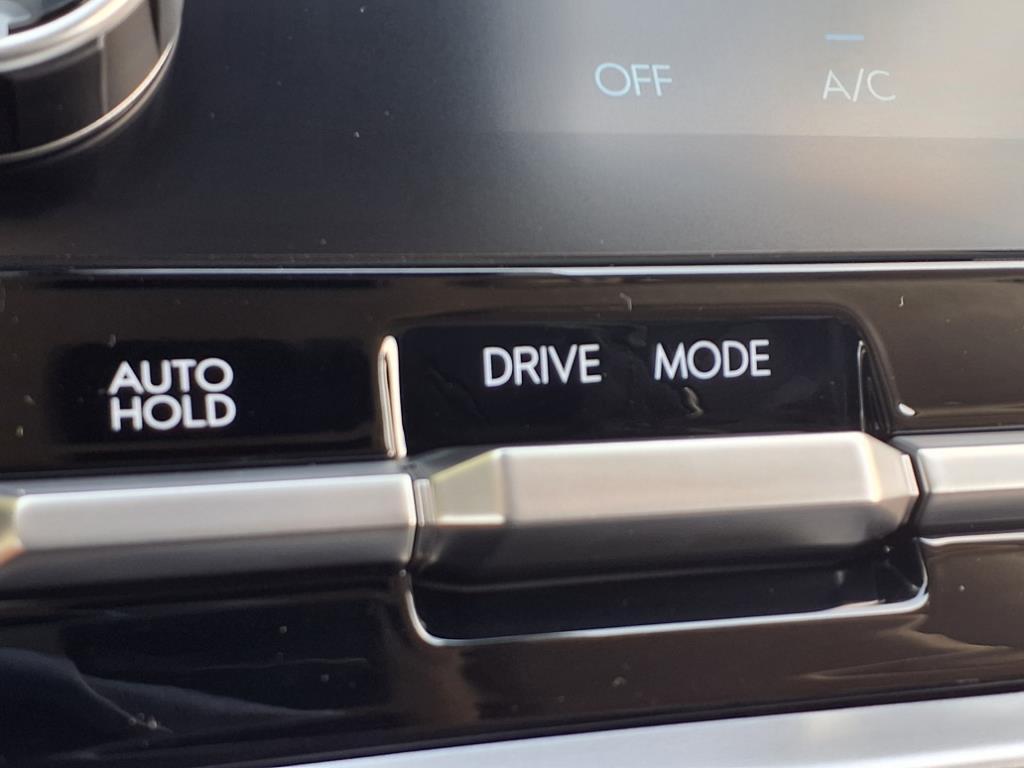 OFF A/C
AUTO
HOLD
DRIVE MODE